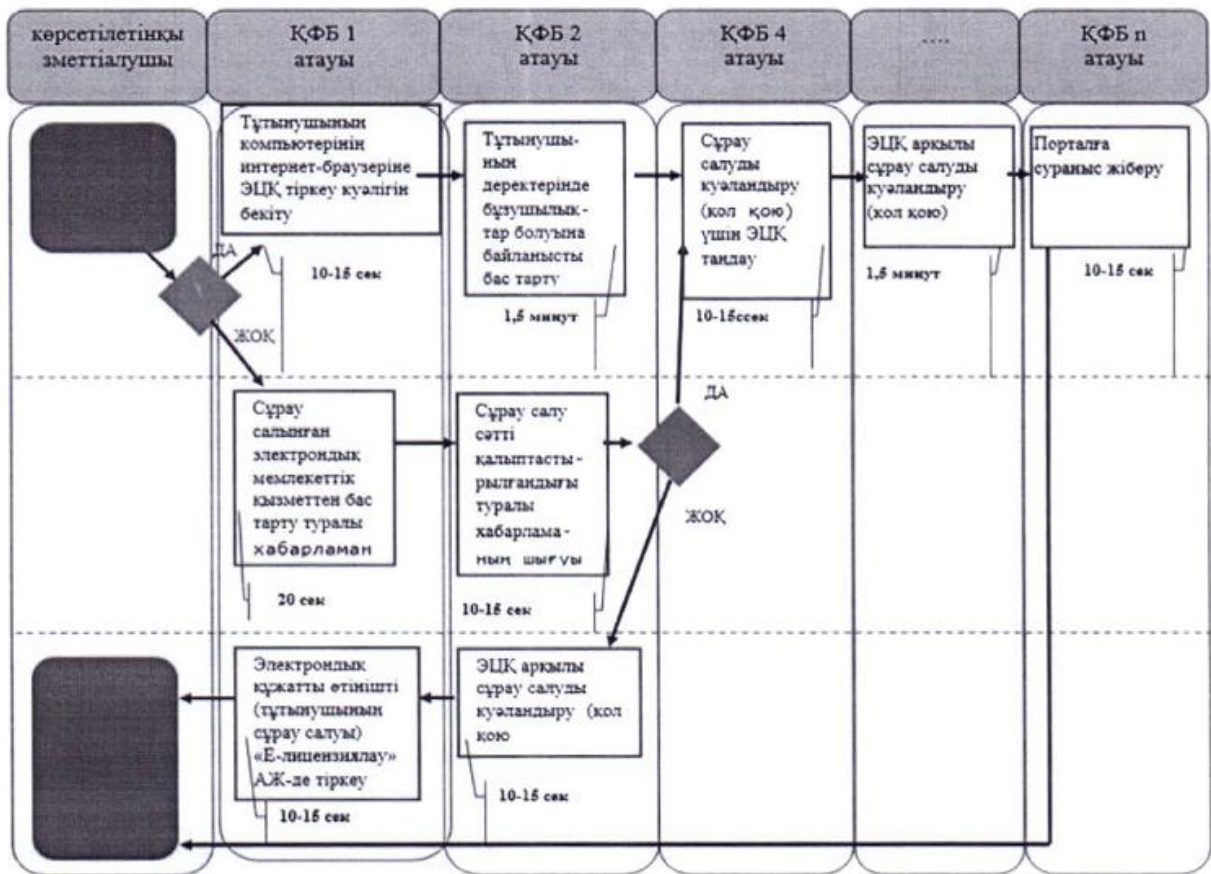 көрсетілетінқы
зметтіалушы
ҚФБ 1
атауы
ҚФБ 2
атауы
ҚФБ 4
атауы
....
ҚФБ n
атауы
Тұтынушының
компьютерінің
интернет-браузеріне
ЭЦҚ тіркеу куәлігін
бекіту
Тұтынушы-
ның
деректерінде
бұзушылық-
тар болуына
байланысты
бас тарту
Сұрау
салуды
куәландыру
(қол қою)
үшін ЭЦҚ
таңдау
ЭЦҚ арқылы
сұрау салуды
куәландыру
(қол қою)
Порталға
сураныс жіберу
ДА
10-15 сек
1,5 минут
10-15ссек
1,5 минут
10-15 сек
ЖОҚ
ДА
Сұрау
салынған
электрондық
мемлекеттік
қызметтен бас
тарту туралы
хабарламан
Сұрау салу
сәтті
қалыптасты-
рылғандығы
туралы
хабарлама-
ның шығуы
ЖОҚ
20 сек
10-15 сек
Электрондық
құжатты өтінішті
(тұтынушының
сұрау салуы)
«Е-лицензиялау»
АЖ-де тіркеу
ЭЦҚ арқылы
сұрау салуды
куәландыру (қол
қою
10-15 сек
10-15 сек